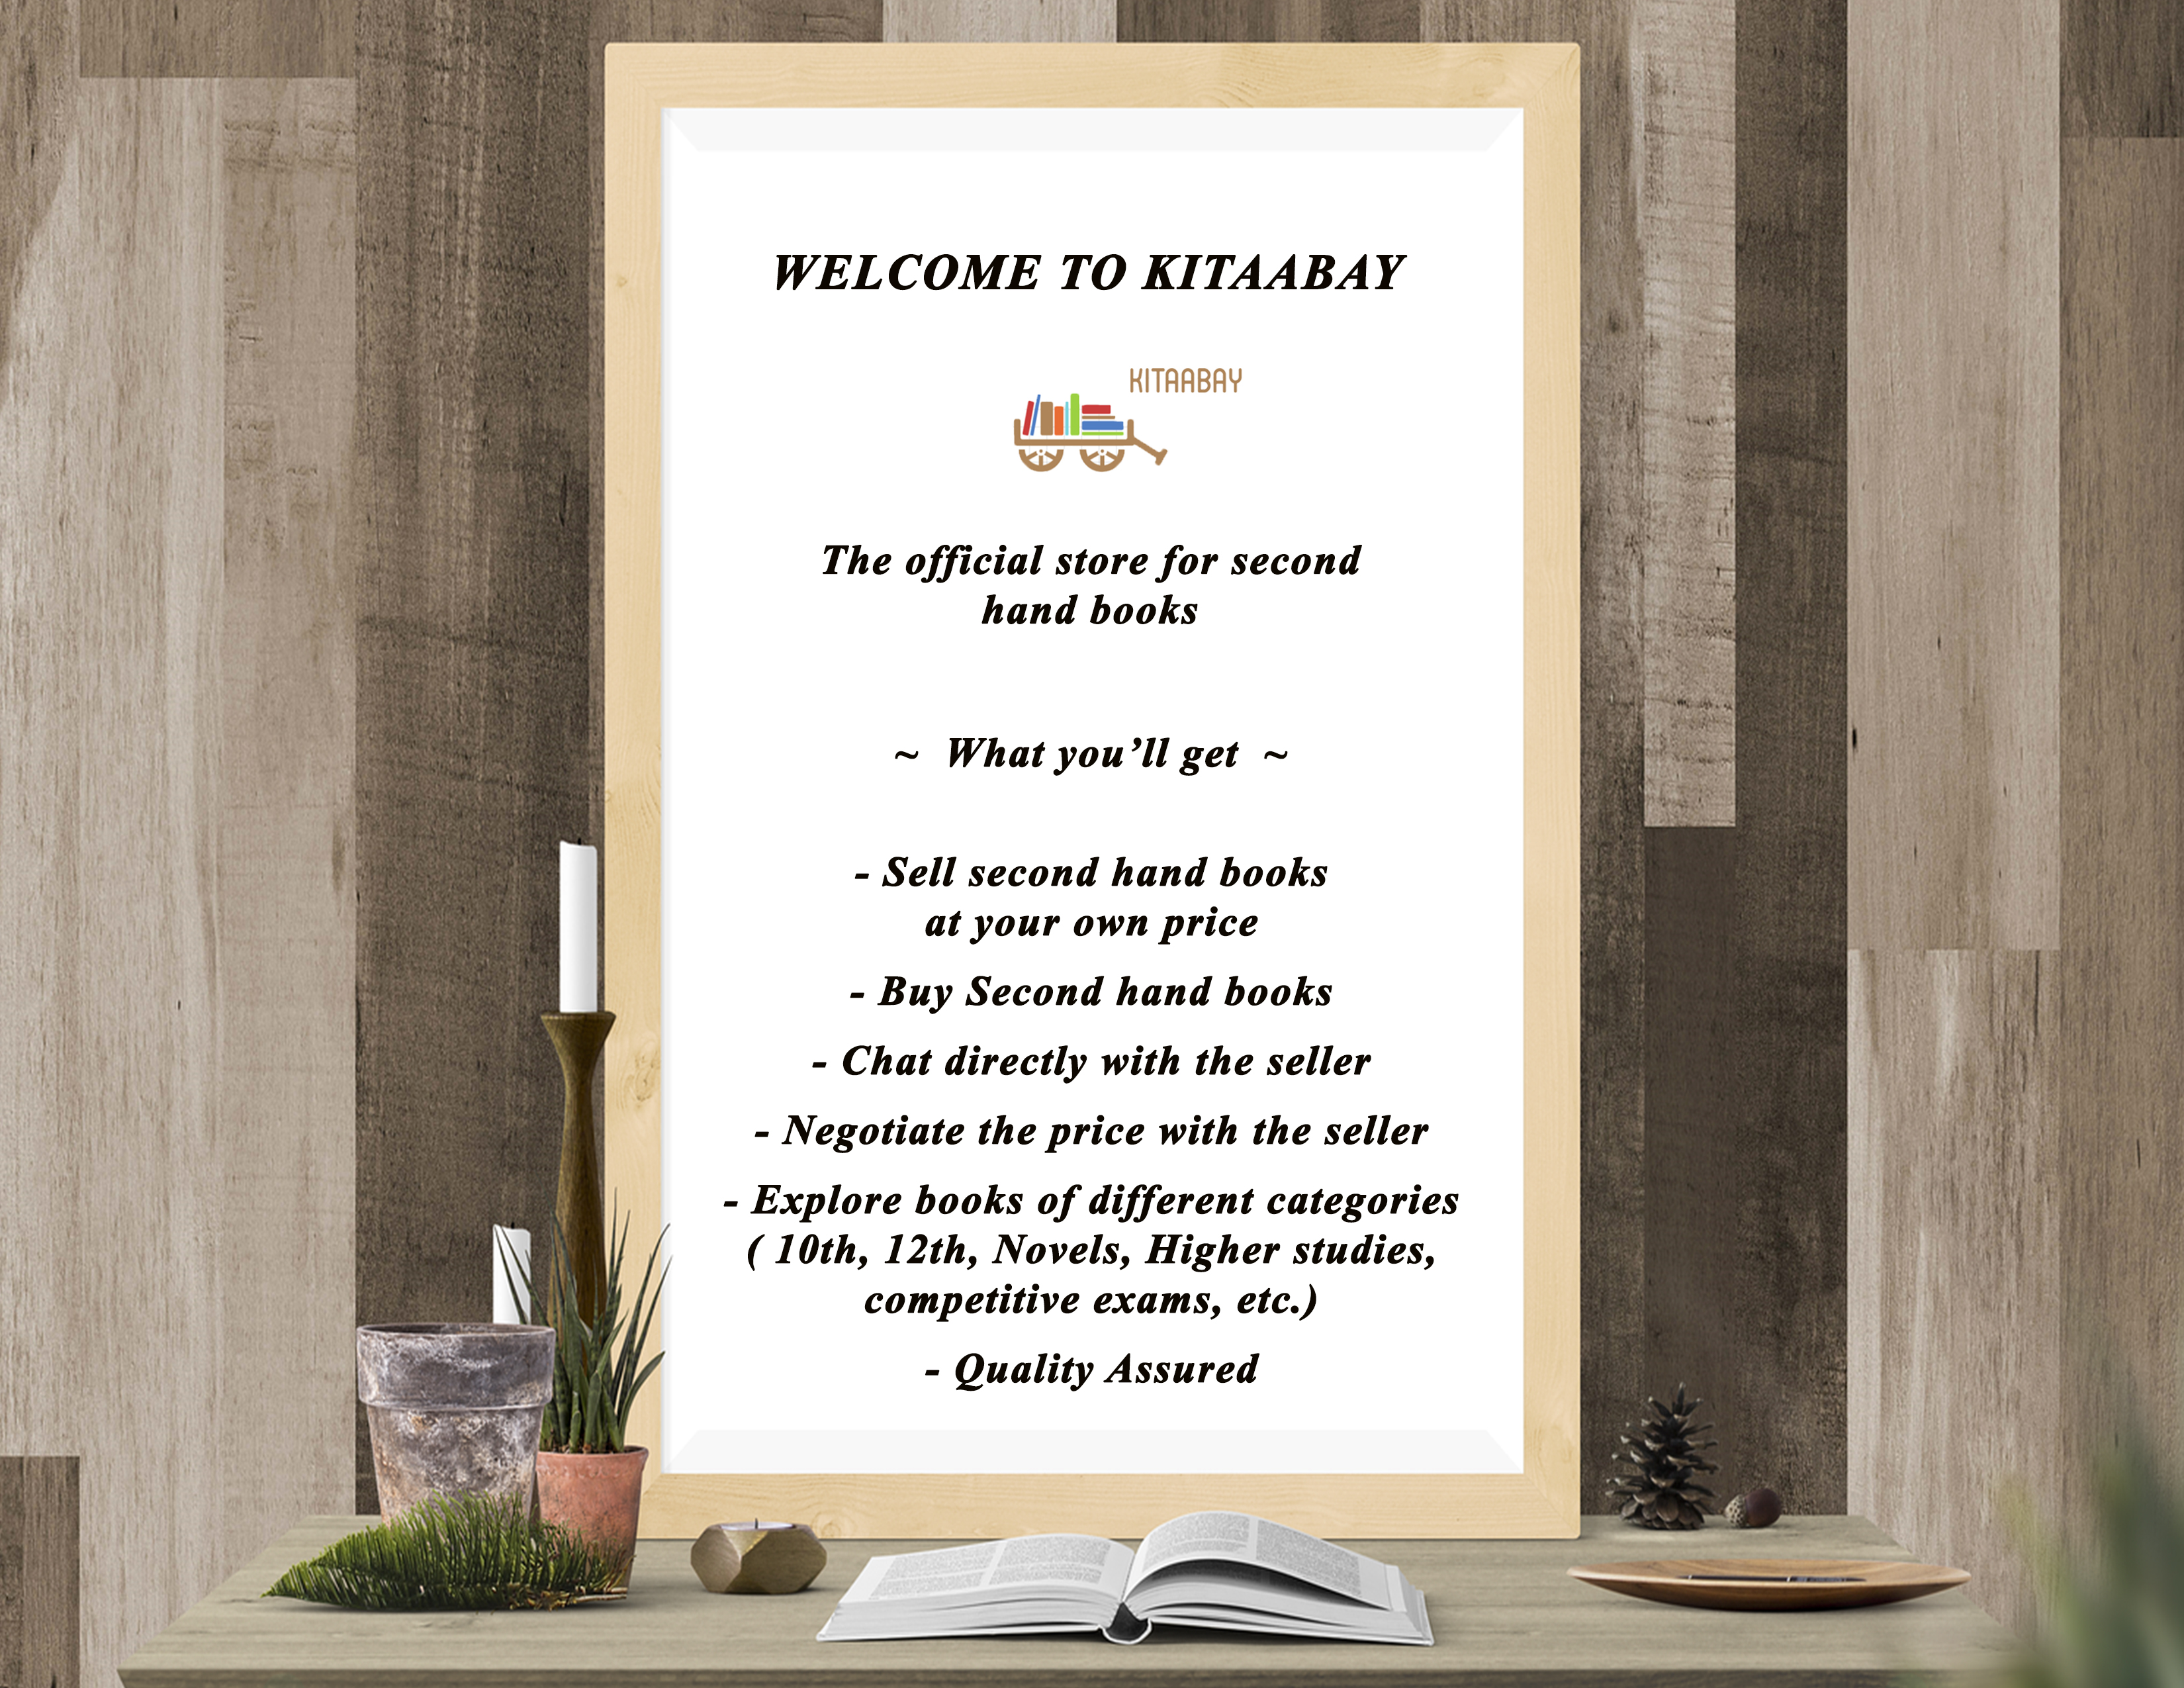 WELCOME TO KITAABAY
KITAABAY
The official store for second
hand books
~ What you’ll get ~
- Sell second hand books
at your own price
- Buy Second hand books
- Chat directly with the seller
- Negotiate the price with the seller
- Explore books of different categories
( 10th, 12th, Novels, Higher studies,
competitive exams, etc.)
- Quality Assured